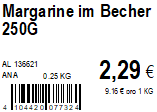 Margarine im Becher
250G
AL 136621
ANA 0.25 KG
2,29 €
9.16 € pro 1 KG
4 104420 077324